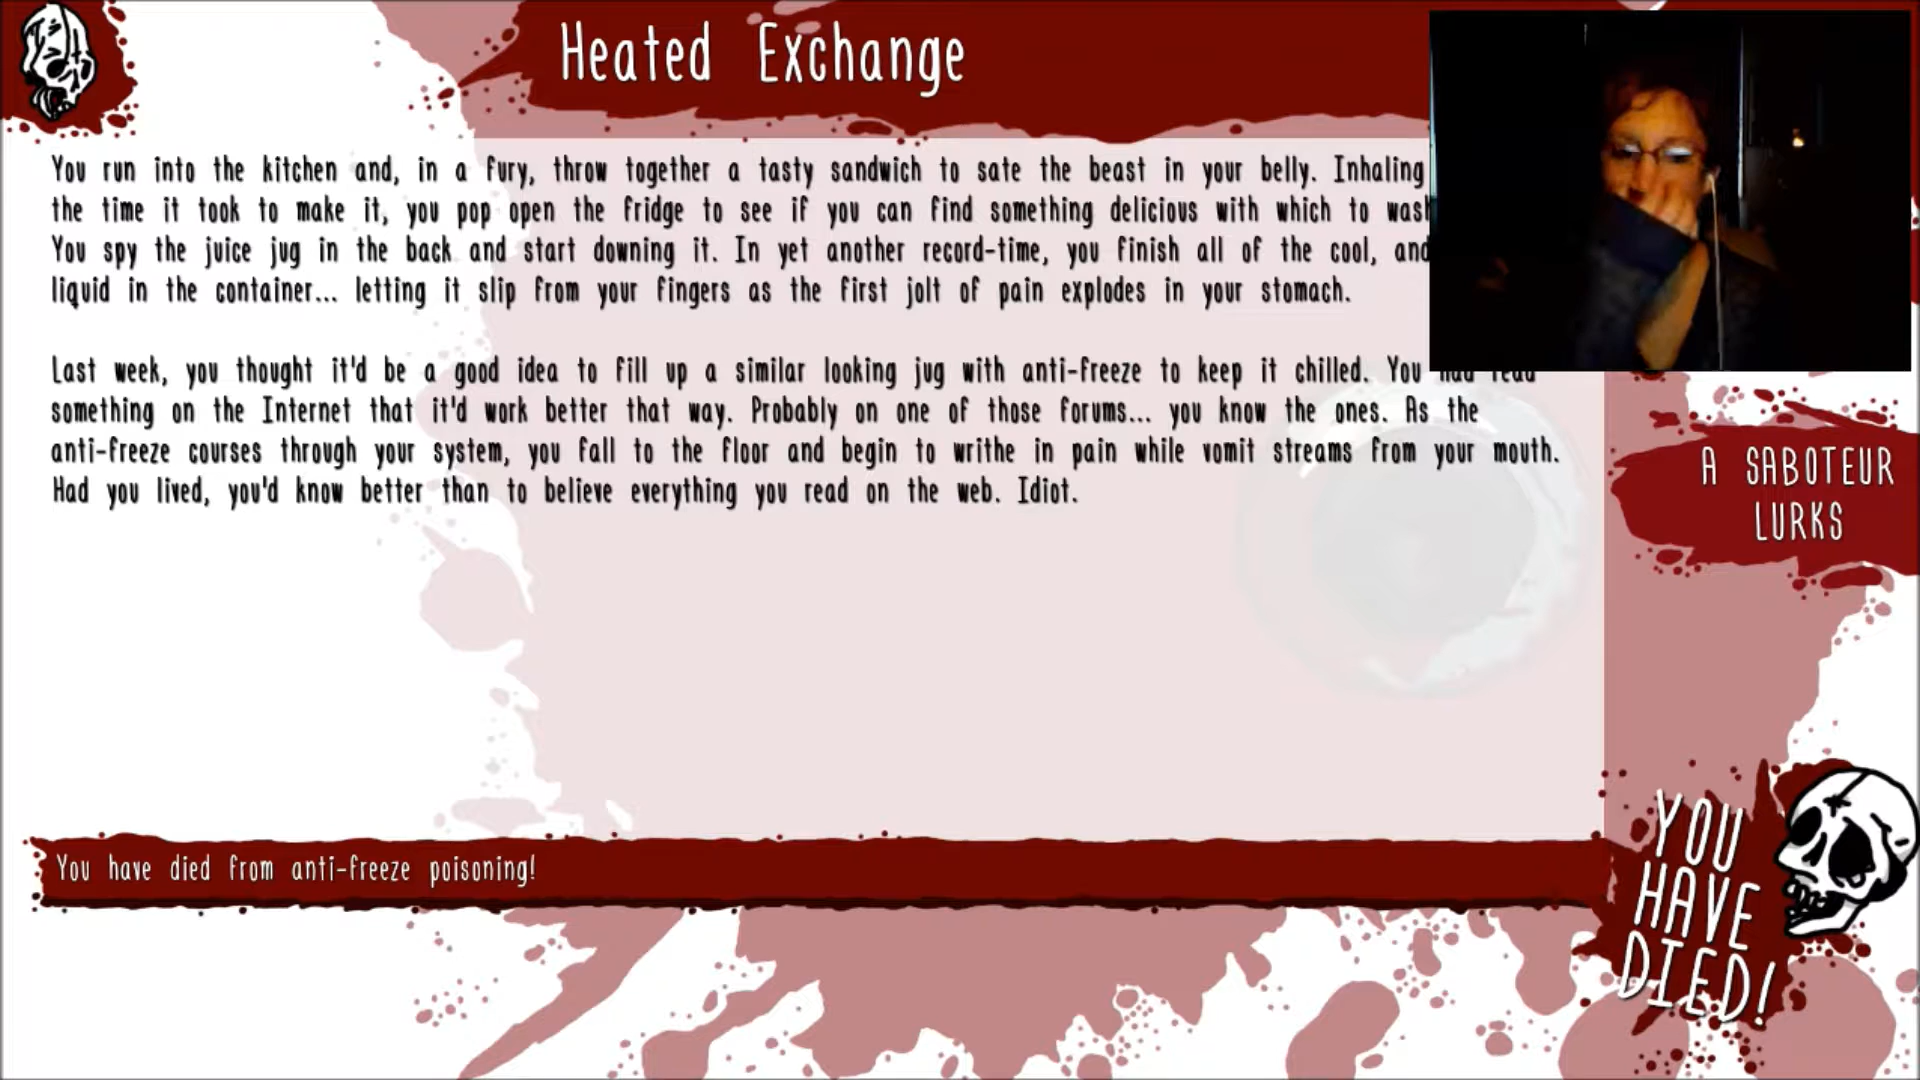 Heated Exchange
You run into the kitchen and, in a fury, throw together a tasty sandwich to sate the beast in your belly. Inhaling
the time it took to make it, you pop open the fridge to see if you can find something delicious with which to
You spy the juice jug in the back and start downing it. In yet another record-time, you finish all of the cool, and
liquid in the container... letting it slip from your fingers as the first jolt of pain explodes in your stomach.
Last week, you thought it'd be a good idea to fill up a similar looking jug with anti-freeze to keep it chilled. You had read
something on the Internet that it'd work better that way. Probably on one of those forums... you know the ones. As the
anti-freeze courses through your system, you fall to the floor and begin to writhe in pain while vomit streams from your mouth.
Had you lived, you'd know better than to believe everything you read on the web. Idiot.
A SABOTEUR
LURKS
You have died from anti-freeze poisoning!
YOU
HAVE
DIED!